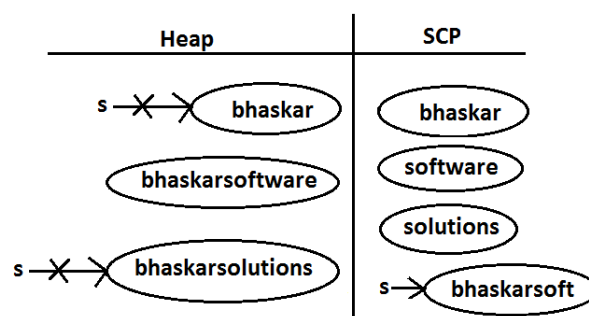 Heap SCP
s bhaskar bhaskar
bhaskarsoftware software
solutions
s bhaskarsolutions
s bhaskarsoft